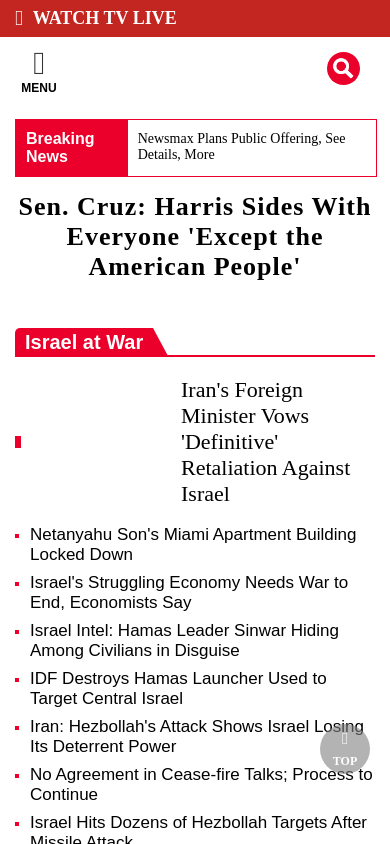 WATCH TV LIVE
MENU
Breaking
News
Newsmax Plans Public Offering, See
Details, More
Sen. Cruz: Harris Sides With
Everyone 'Except the
American People'
Israel at War
Iran's Foreign
Minister Vows
'Definitive'
Retaliation Against
Israel
Netanyahu Son's Miami Apartment Building
Locked Down
Israel's Struggling Economy Needs War to
End, Economists Say
Israel Intel: Hamas Leader Sinwar Hiding
Among Civilians in Disguise
IDF Destroys Hamas Launcher Used to
Target Central Israel
Iran: Hezbollah's Attack Shows Israel Losing
Its Deterrent Power
TOP
No Agreement in Cease-fire Talks; Process to
Continue
Israel Hits Dozens of Hezbollah Targets After
Missile Attack